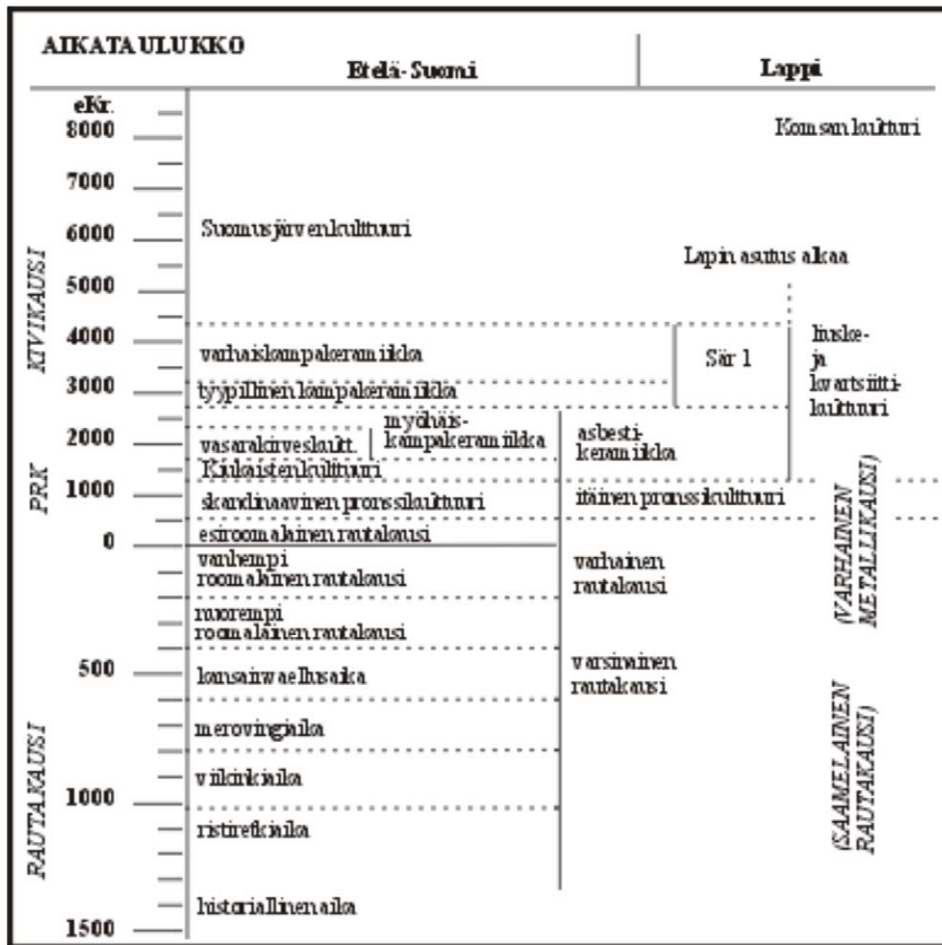 AIKATAULUKKO
Etelä-Suomi
Lappi
eKr.
8000
7000
6000
5000
4000
3000
2000
1000
0
500
1000
1500
KIVIKAUSI
PRK
RAUTAKAUSI
Komsan kulttuuri
Suomusjärven kulttuuri
Lapin asutus alkaa
varhaiskampakeramiikka
Sär 1
liuske-
ja
kvartsiitti-
kulttuuri
tyypillinen kampakeramiikka
myöhäis-
kampakeramiikka
vasarakirveskultt.
asbesti-
keramiikka
Kiukaisten kulttuuri
skandinaavinen pronssikulttuuri
itäinen pronssikulttuuri
esiroomalainen rautakausi
vanhempi
roomalainen rautakausi
varhainen
rautakausi
(VARHAINEN
METALLIKAUSI)
nuorempi
roomalainen rautakausi
kansainvaellusaika
varsinainen
rautakausi
merovingiaika
viikinkiaika
(SAAMELAINEN
RAUTAKAUSI)
ristiretkiaika
historiallinen aika